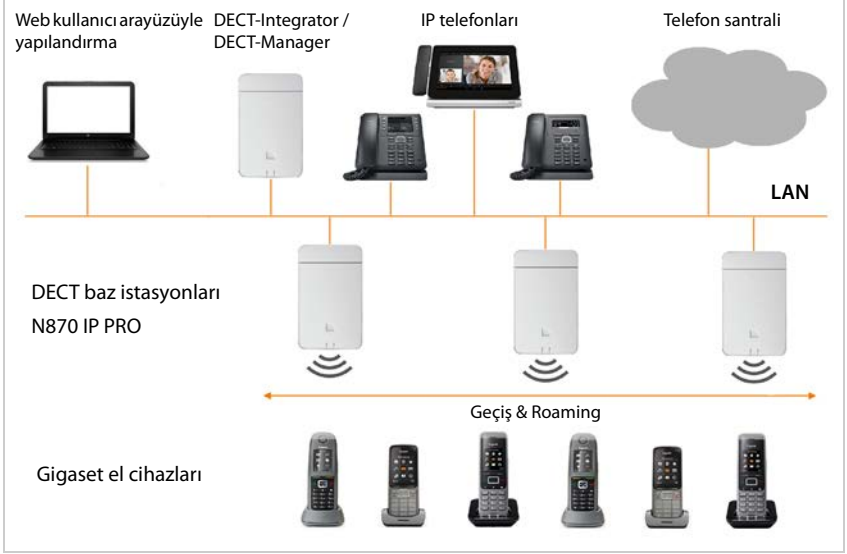 Web kullanıcı arayüzüyle
yapılandırma
DECT-Integrator /
DECT-Manager
IP telefonları
Telefon santrali
LAN
DECT baz istasyonları
N870 IP PRO
Geçiş & Roaming
Gigaset el cihazları